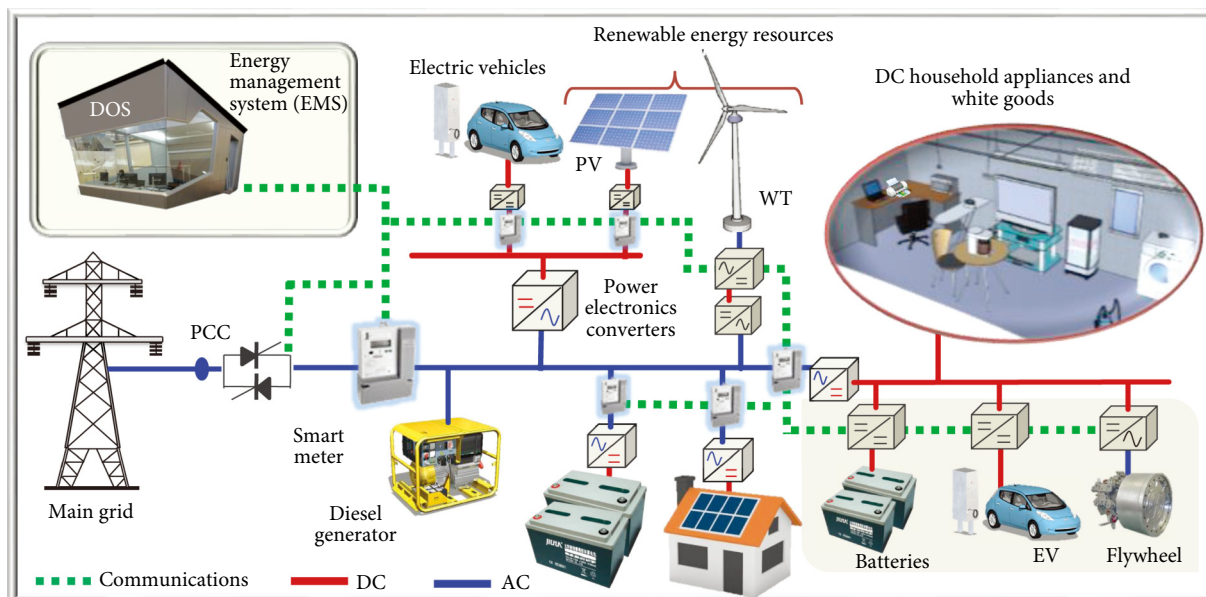 Renewable energy resources
Energy
management
system (EMS)
DOS
Electric vehicles
DC household appliances and
white goods
PV
WT
Power
electronics
converters
PCC
Smart
meter
Diesel
generator
Main grid
Batteries
EV
Flywheel
Communications
DC
AC